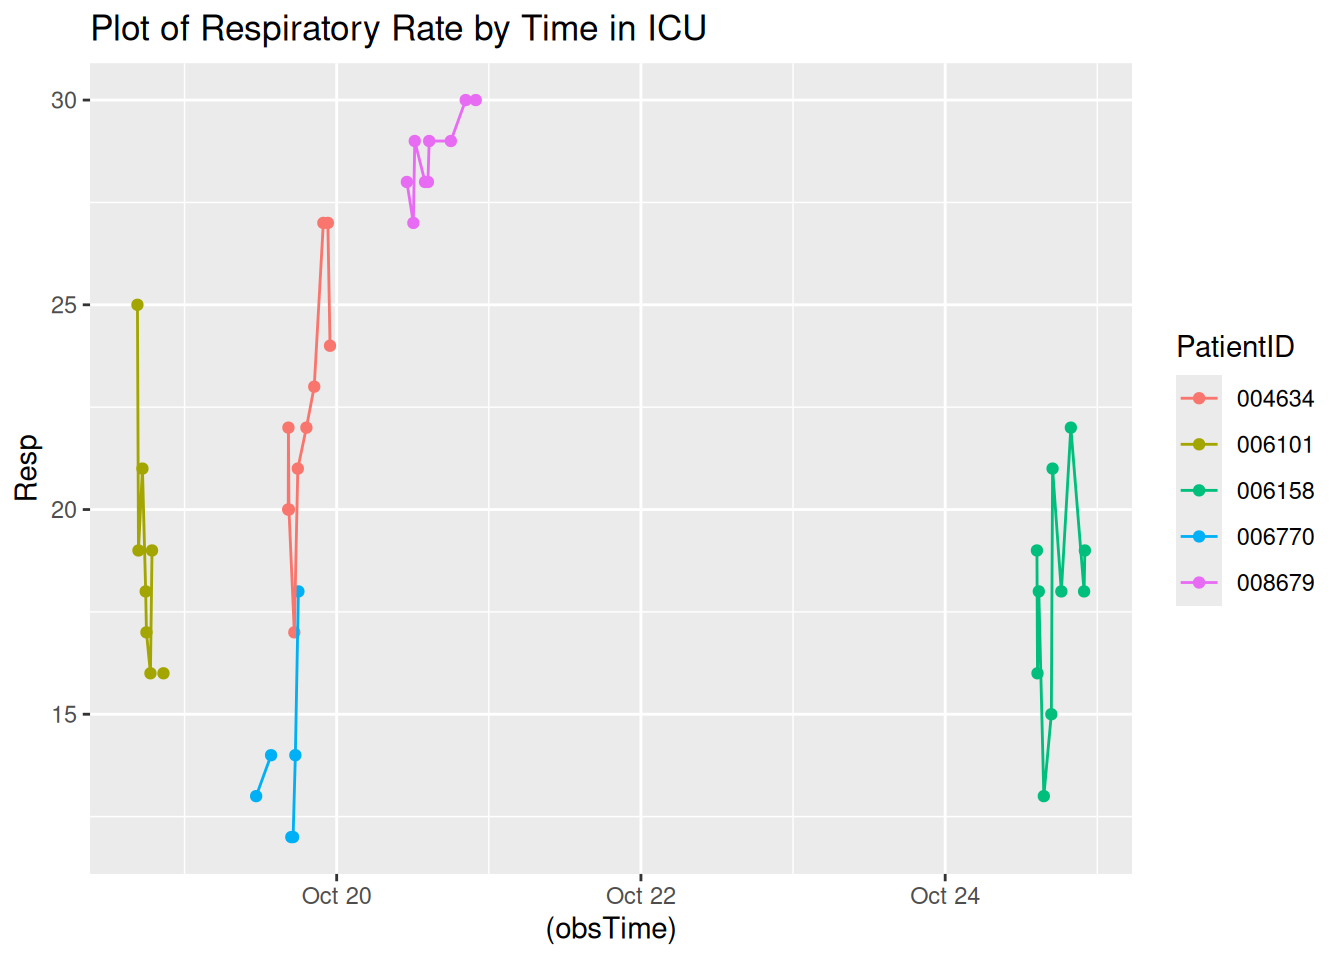 Plot of Respiratory Rate by Time in ICU
30
25
20
15
Resp
Oct 20
Oct 22
Oct 24
(obsTime)
PatientID
004634
006101
006158
006770
008679